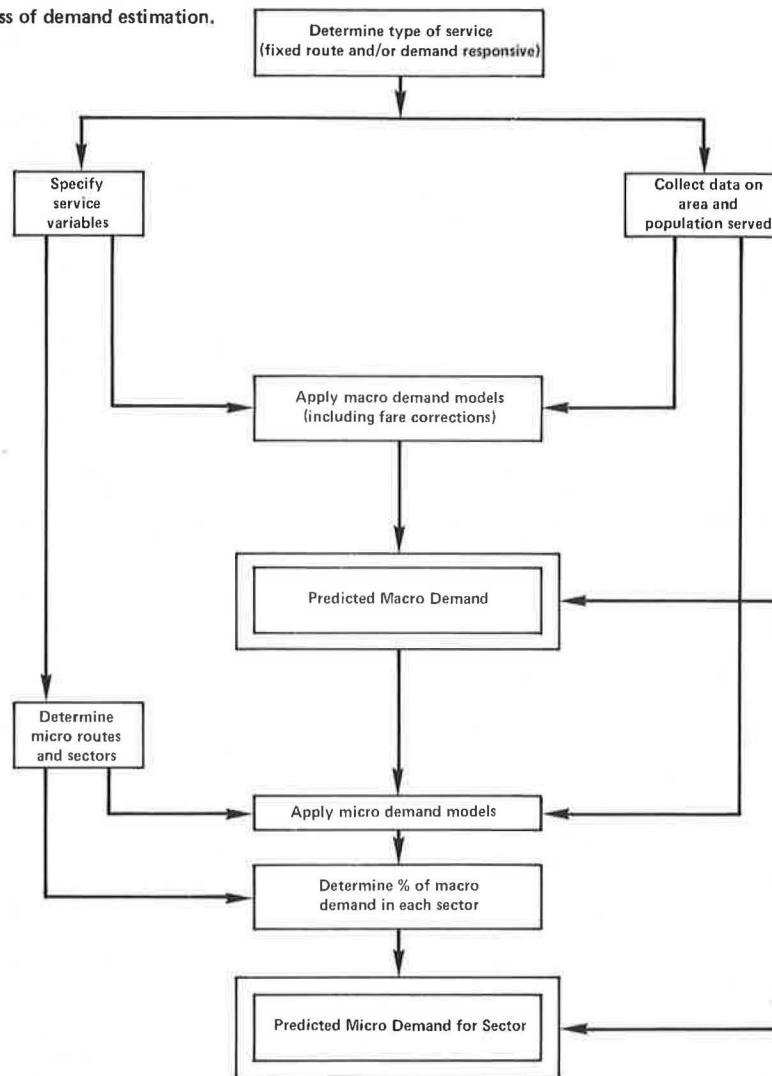 ss of demand estimation.
Determine type of service
(fixed route and/or demand responsive)
Specify
service
variables
Collect data on
area and
population served
Apply macro demand models
(including fare corrections)
Predicted Macro Demand
Determine
micro routes
and sectors
Apply micro demand models
Determine % of macro
demand in each sector
Predicted Micro Demand for Sector